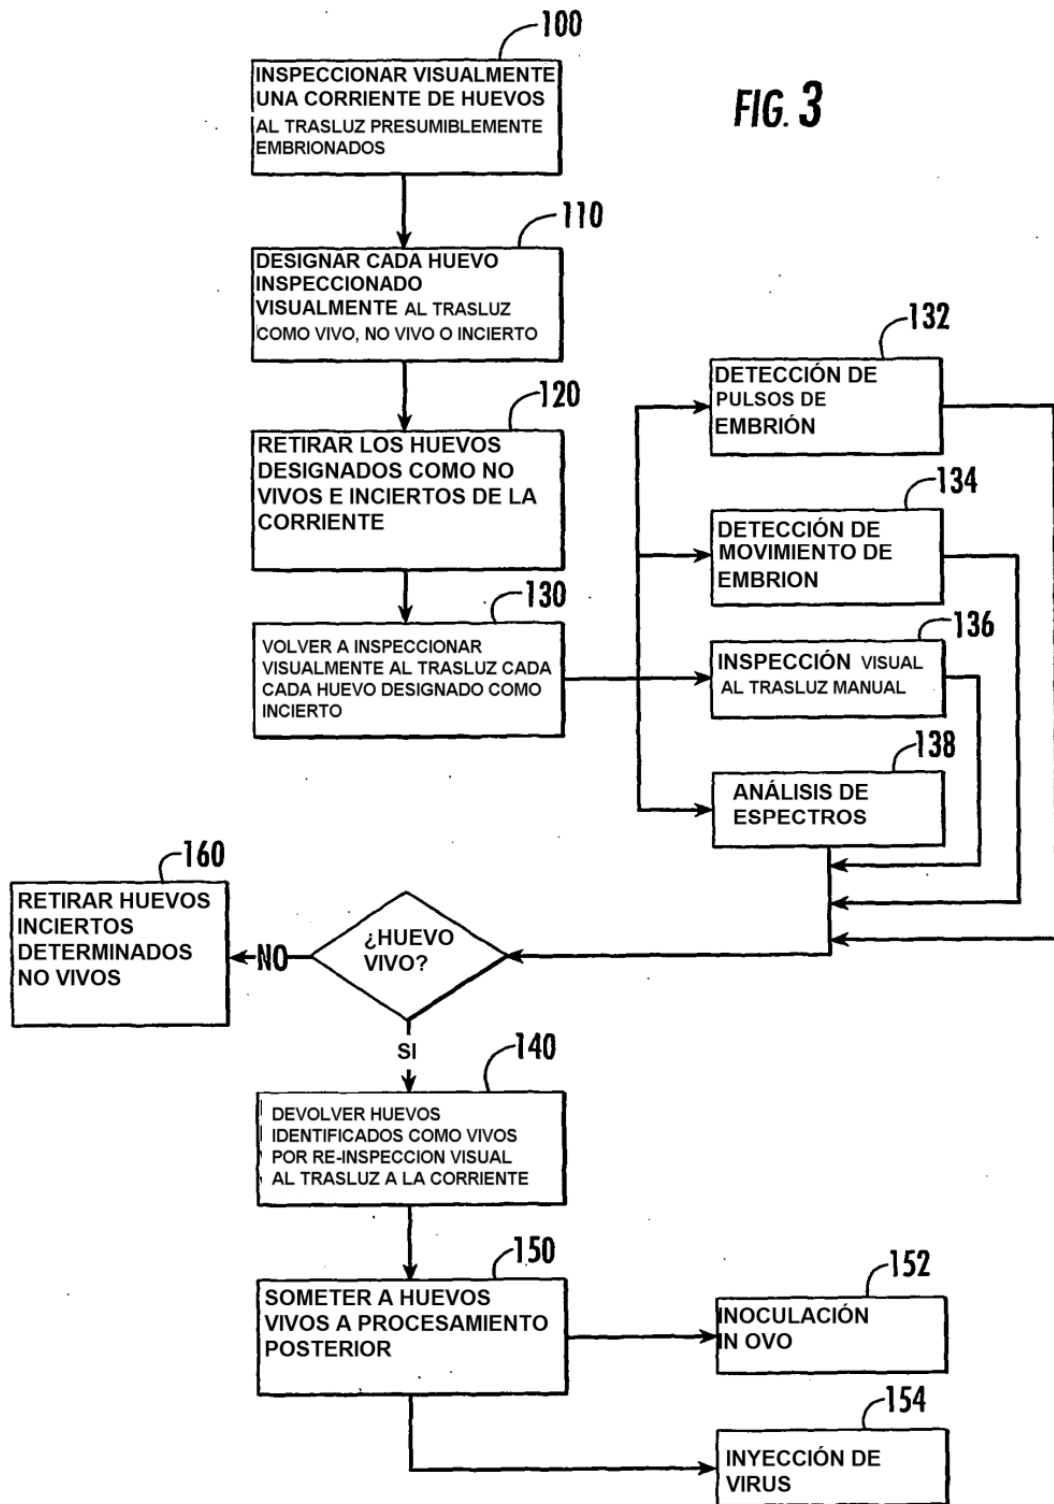 100
INSPECCIONAR VISUALMENTE
UNA CORRIENTE DE HUEVOS
AL TRASLUZ PRESUMIBLEMENTE
EMBRIONADOS
FIG. 3
110
DESIGNAR CADA HUEVO
INSPECCIONADO
VISUALMENTE AL TRASLUZ
COMO VIVO, NO VIVO O INCIERTO
120
RETIRAR LOS HUEVOS
DESIGNADOS COMO NO
VIVOS E INCIERTOS DE LA
CORRIENTE
130
VOLVER A INSPECCIONAR
VISUALMENTE AL TRASLUZ CADA
CADA HUEVO DESIGNADO COMO
INCIERTO
132
DETECCIÓN DE
PULSOS DE
EMBRIÓN
134
DETECCIÓN DE
MOVIMIENTO DE
EMBRION
136
INSPECCIÓN VISUAL
AL TRASLUZ MANUAL
138
ANÁLISIS DE
ESPECTROS
160
RETIRAR HUEVOS
INCIERTOS
DETERMINADOS
NO VIVOS
NO
¿HUEVO
VIVO?
SI
140
DEVOLVER HUEVOS
IDENTIFICADOS COMO VIVOS
POR RE-INSPECCION VISUAL
AL TRASLUZ A LA CORRIENTE
150
SOMETER A HUEVOS
VIVOS A PROCESAMIENTO
POSTERIOR
152
INOCULACIÓN
IN OVO
154
INYECCIÓN DE
VIRUS